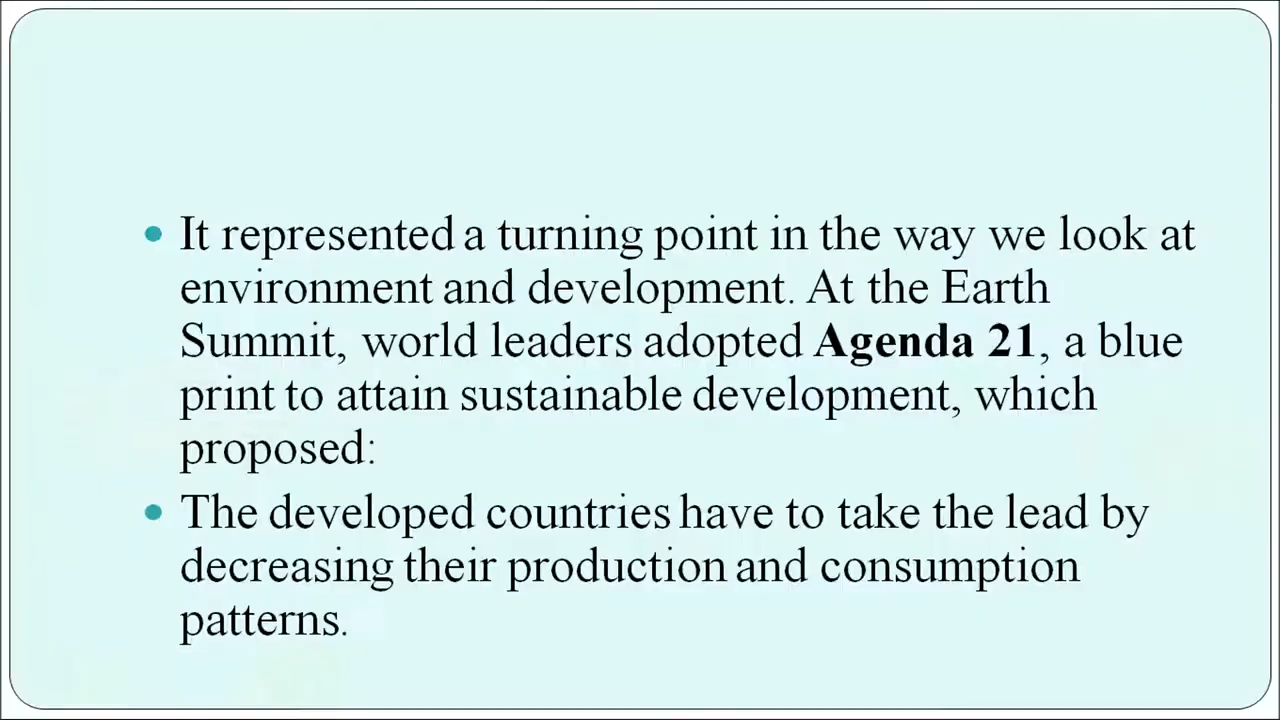 • It represented a turning point in the way we look at
environment and development. At the Earth
Summit, world leaders adopted Agenda 21, a blue
print to attain sustainable development, which
proposed:
• The developed countries have to take the lead by
decreasing their production and consumption
patterns.